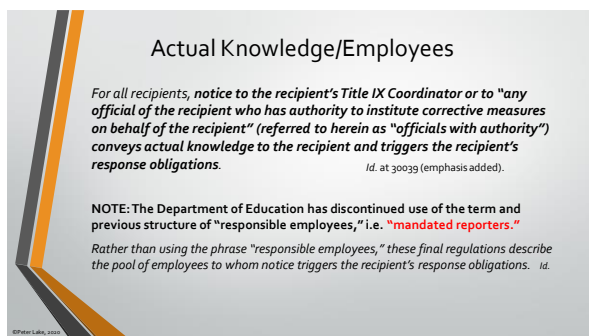 Actual Knowledge/Employees
For all recipients, notice to the recipient's Title IX Coordinator or to “any
official of the recipient who has authority to institute corrective measures
on behalf of the recipient” (referred to herein as “officials with authority”)
conveys actual knowledge to the recipient and triggers the recipient's
response obligations. Id. at 30039 (emphasis added).
NOTE: The Department of Education has discontinued use of the term and
previous structure of “responsible employees,” i.e. “mandated reporters.”
Rather than using the phrase “responsible employees,” these final regulations describe
the pool of employees to whom notice triggers the recipient's response obligations. Id.
©Peter Lake, 2020